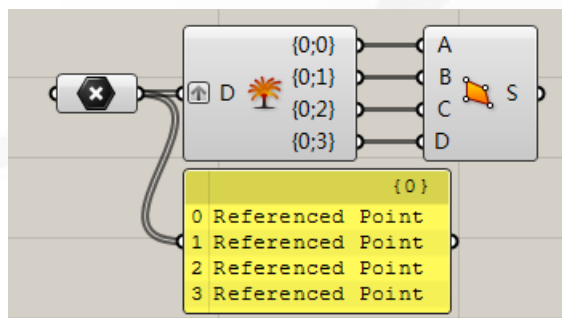 {0;0} A
D {0;1} B S
{0;2} C
{0;3} D
{0}
0 Referenced Point
1 Referenced Point
2 Referenced Point
3 Referenced Point